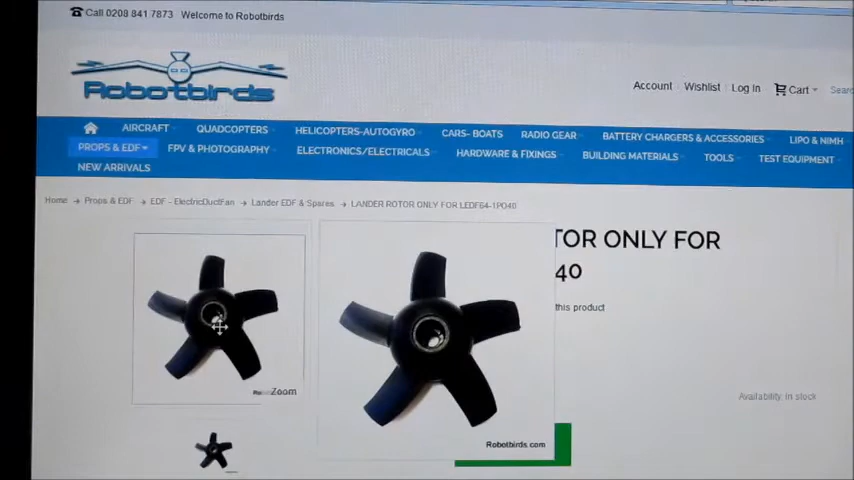 Call 0208 841 7873 Welcome to Robotbirds
Robotbirds
Account Wishlist Log In Cart Searc
AIRCRAFT QUADCOPTERS HELICOPTERS-AUTOGYRO CARS- BOATS RADIO GEAR BATTERY CHARGERS & ACCESSORIES LIPO & NIMH
PROPS & EDF FPV & PHOTOGRAPHY ELECTRONICS/ELECTRICALS HARDWARE & FIXINGS BUILDING MATERIALS TOOLS TEST EQUIPMENT
NEW ARRIVALS
Home → Props & EDF → EDF - ElectricDuctFan → Lander EDF & Spares → LANDER ROTOR ONLY FOR LEDF64-1P040
TOR ONLY FOR
40
this product
Availability: In stock
Zoom
Robotbirds.com